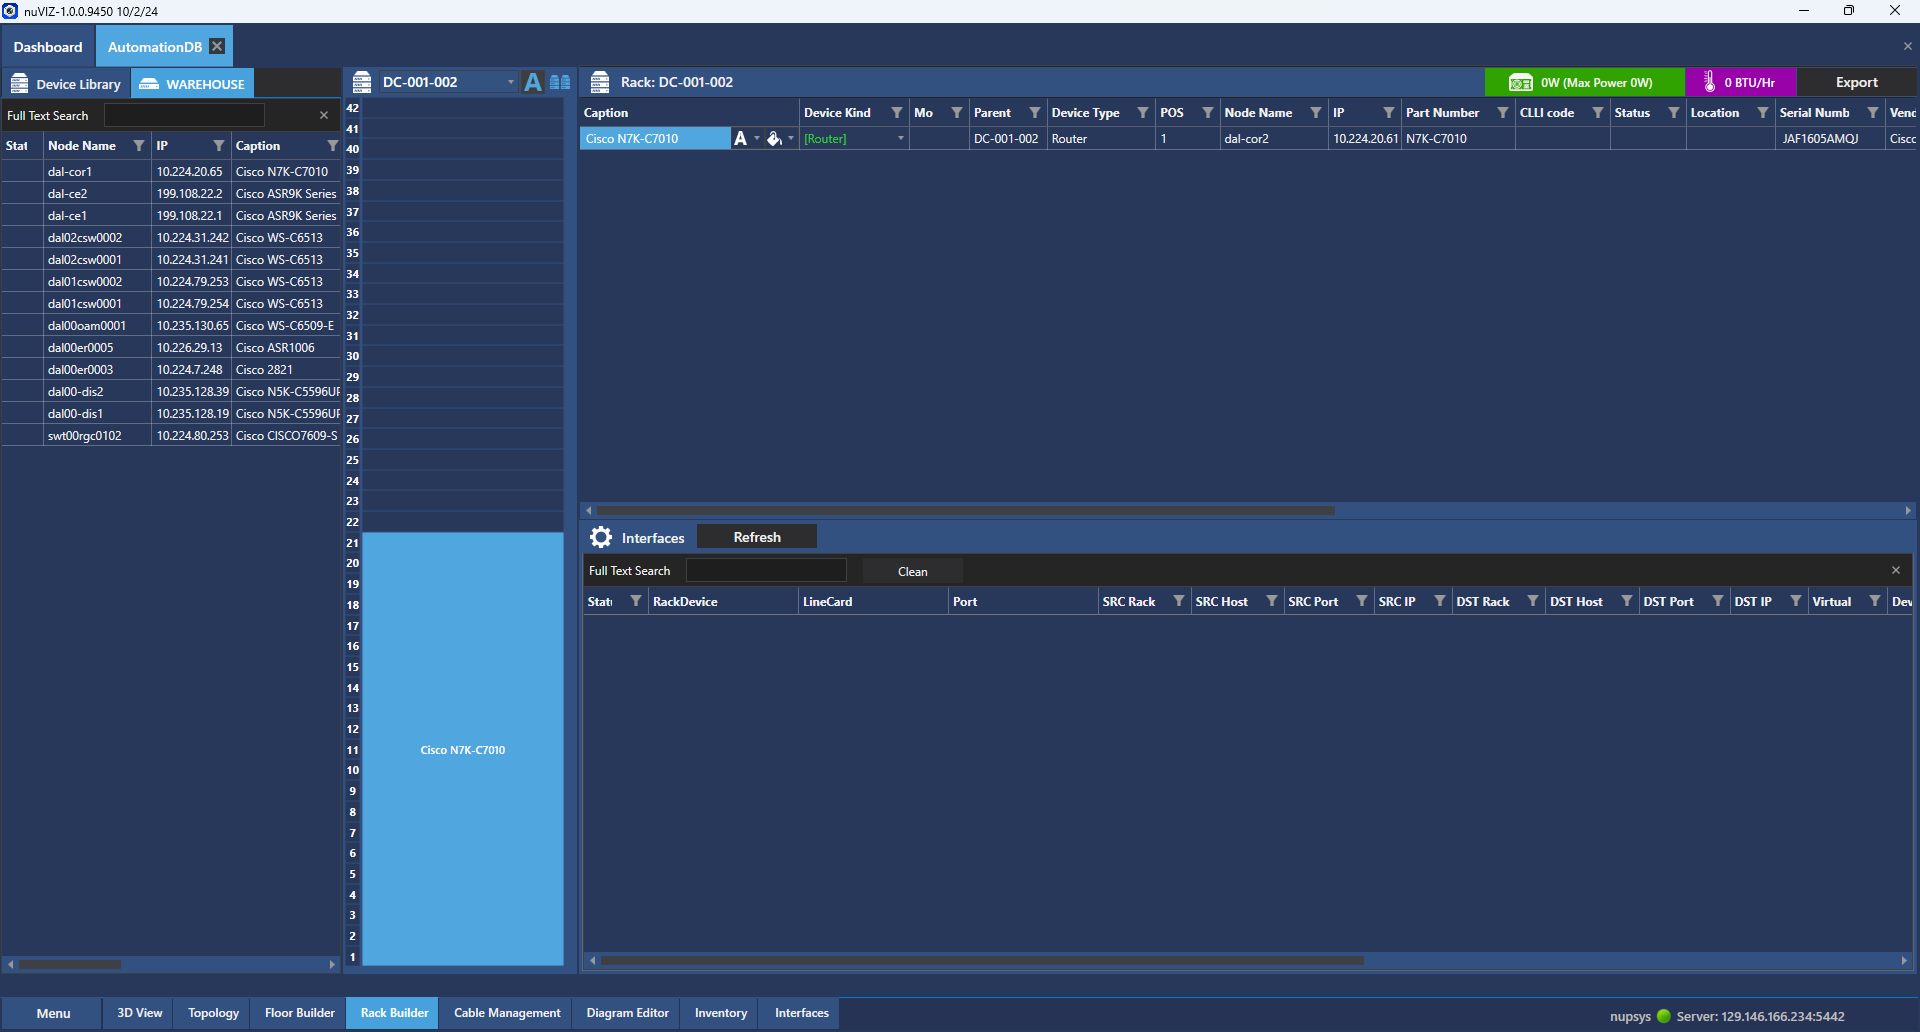 nuVIZ-1.0.0.9450 10/2/24
Dashboard AutomationDB
Device Library WAREHOUSE
Full Text Search
Stat Node Name IP Caption
dal-cor1 10.224.20.65 Cisco N7K-C7010
dal-ce2 199.108.22.2 Cisco ASR9K Series
dal-ce1 199.108.22.1 Cisco ASR9K Series
dal02csw0002 10.224.31.242 Cisco WS-C6513
dal02csw0001 10.224.31.241 Cisco WS-C6513
dal01csw0002 10.224.79.253 Cisco WS-C6513
dal01csw0001 10.224.79.254 Cisco WS-C6513
dal00oam0001 10.235.130.65 Cisco WS-C6509-E
dal00er0005 10.226.29.13 Cisco ASR1006
dal00er0003 10.224.7.248 Cisco 2821
dal00-dis2 10.235.128.39 Cisco N5K-C5596UF
dal00-dis1 10.235.128.19 Cisco N5K-C5596UF
swt00rgc0102 10.224.80.253 Cisco CISCO7609-S
DC-001-002 A
42
41
40
39
38
37
36
35
34
33
32
31
30
29
28
27
26
25
24
23
22
21
20
19
18
17
16
15
14
13
12
11 Cisco N7K-C7010
10
9
8
7
6
5
4
3
2
1
Rack: DC-001-002 0W (Max Power 0W) 0 BTU/Hr Export
Caption Device Kind Mo Parent Device Type POS Node Name IP Part Number CLLI code Status Location Serial Numb Vend
Cisco N7K-C7010 A [Router] DC-001-002 Router 1 dal-cor2 10.224.20.61 N7K-C7010 JAF1605AMQJ Cisco
Interfaces Refresh
Full Text Search Clean
Stat RackDevice LineCard Port SRC Rack SRC Host SRC Port SRC IP DST Rack DST Host DST Port DST IP Virtual Dev
Menu 3D View Topology Floor Builder Rack Builder Cable Management Diagram Editor Inventory Interfaces
nupsys Server: 129.146.166.234:5442